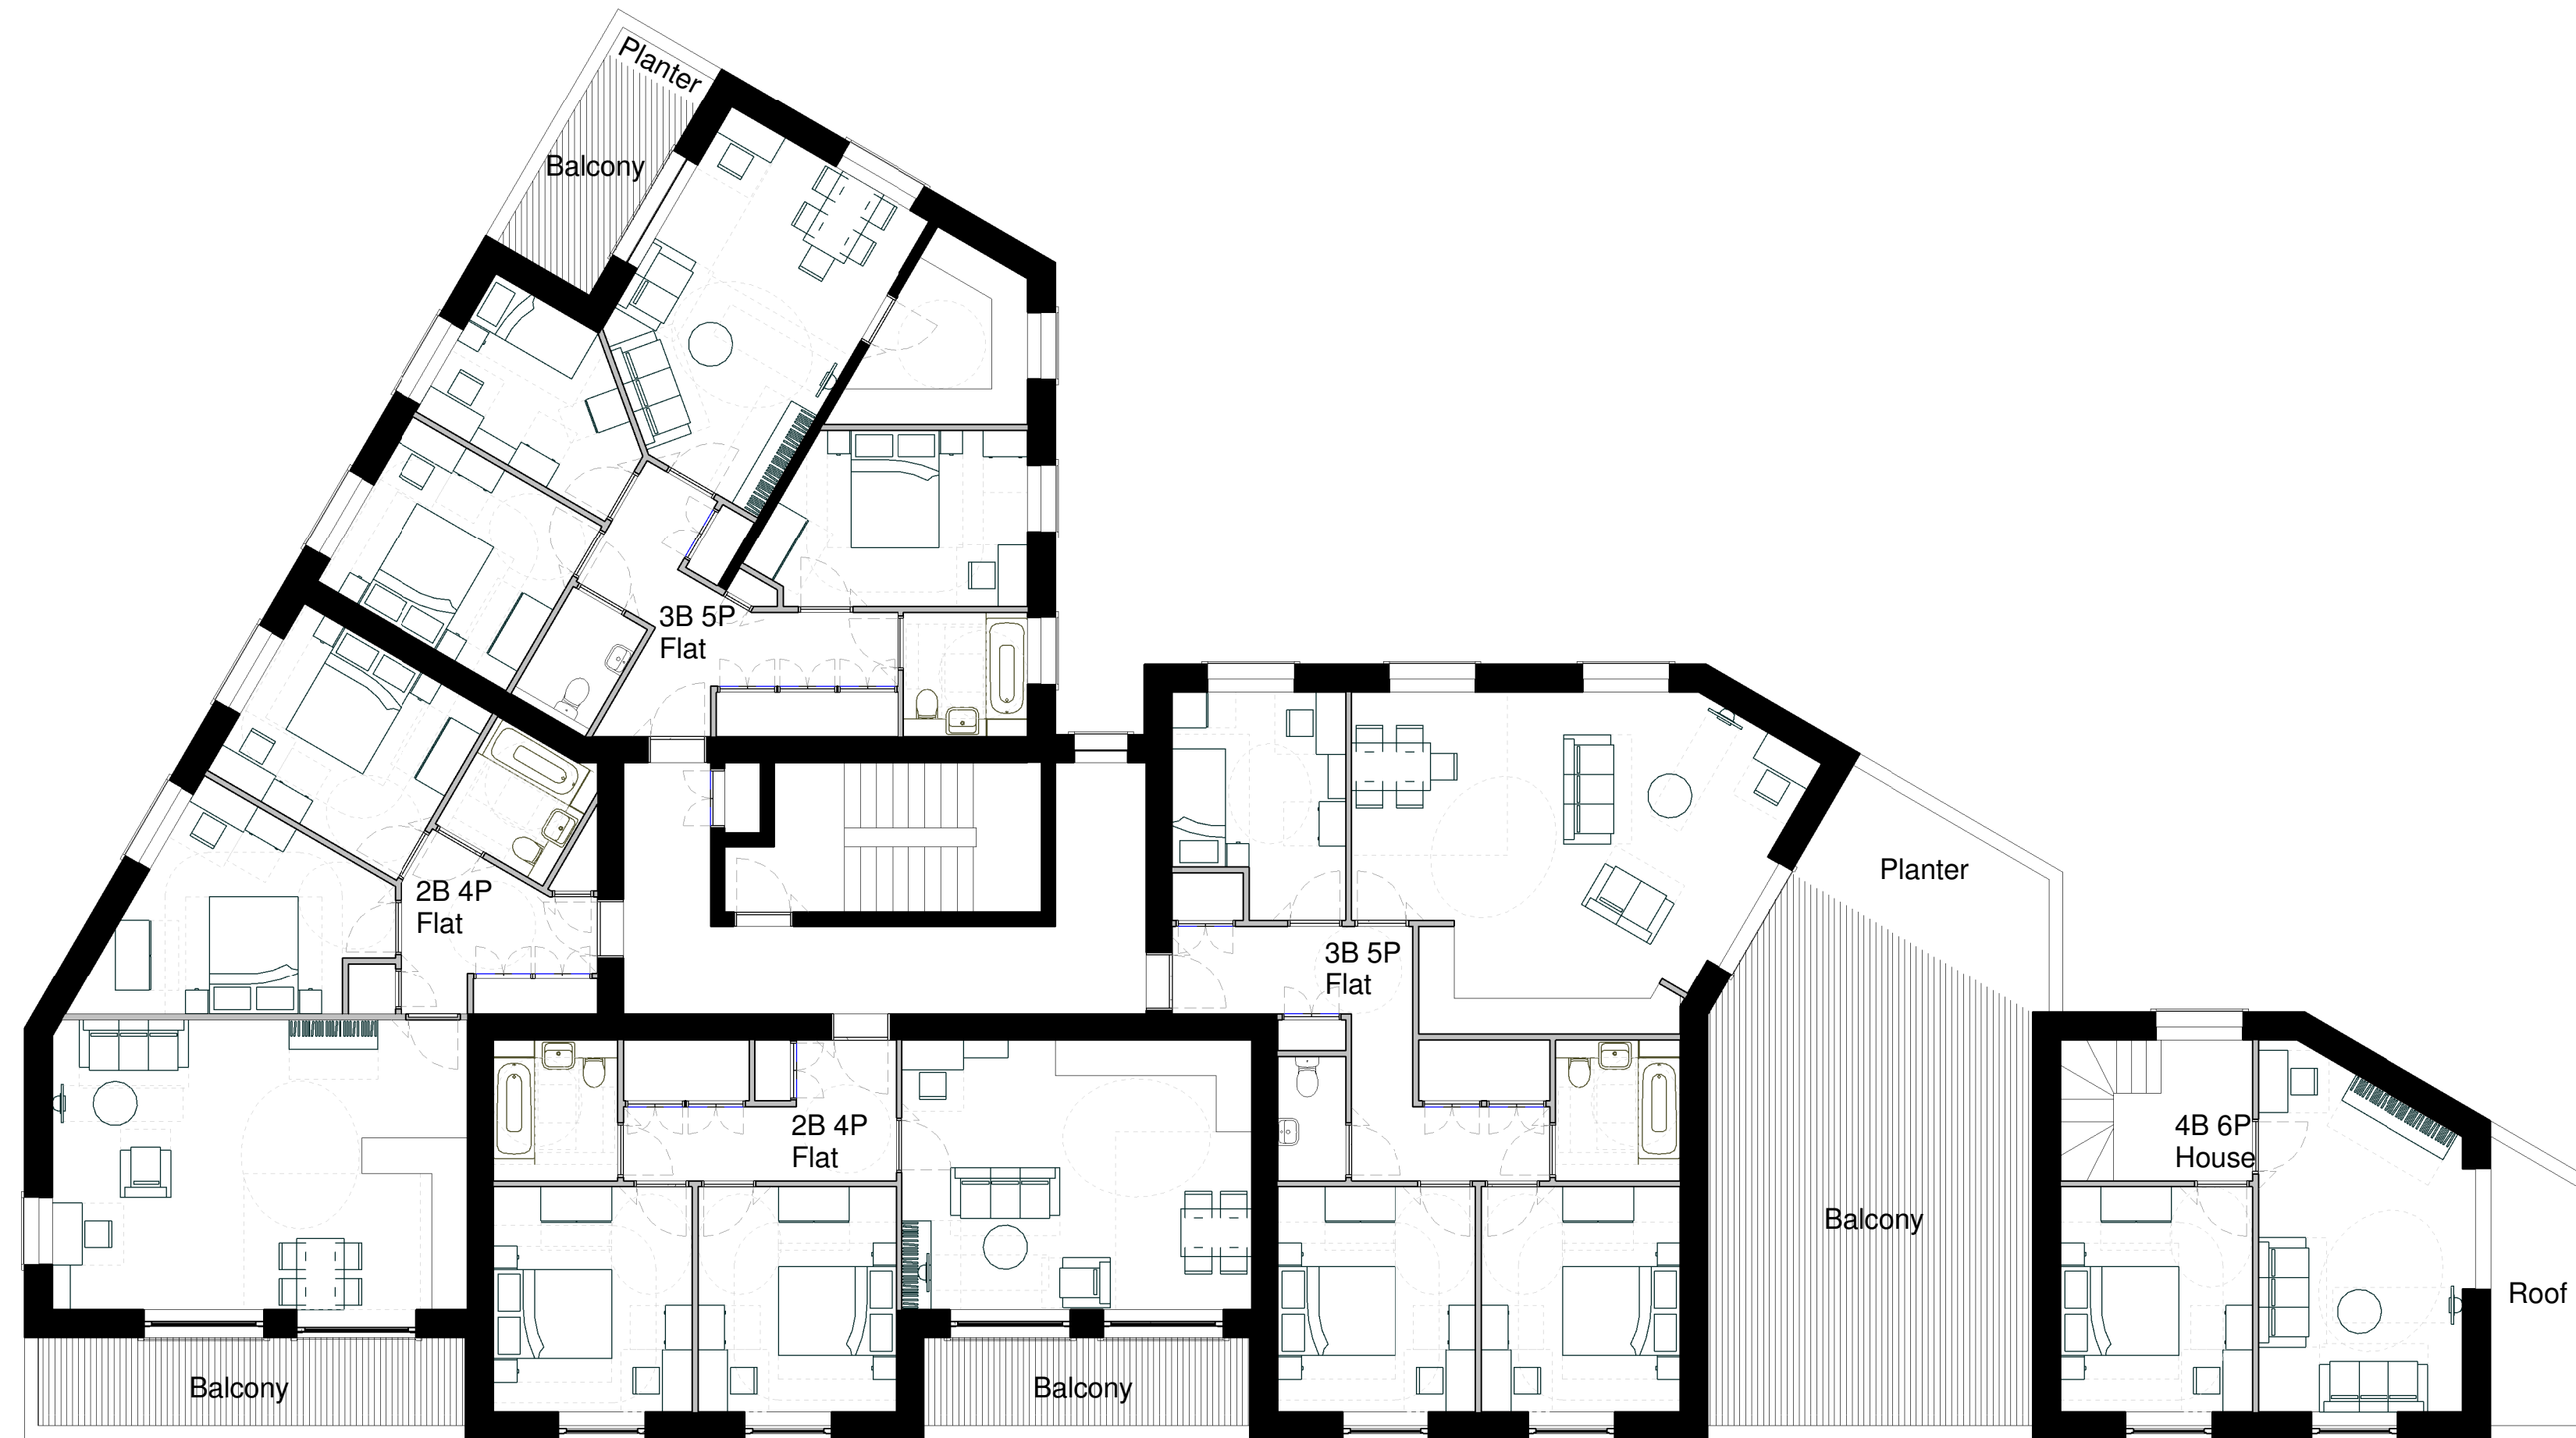 Planter
Balcony
3B 5P
Flat
Planter
2B 4P
Flat
3B 5P
Flat
2B 4P
Flat
4B 6P
House
Balcony
Roof
Balcony
Balcony